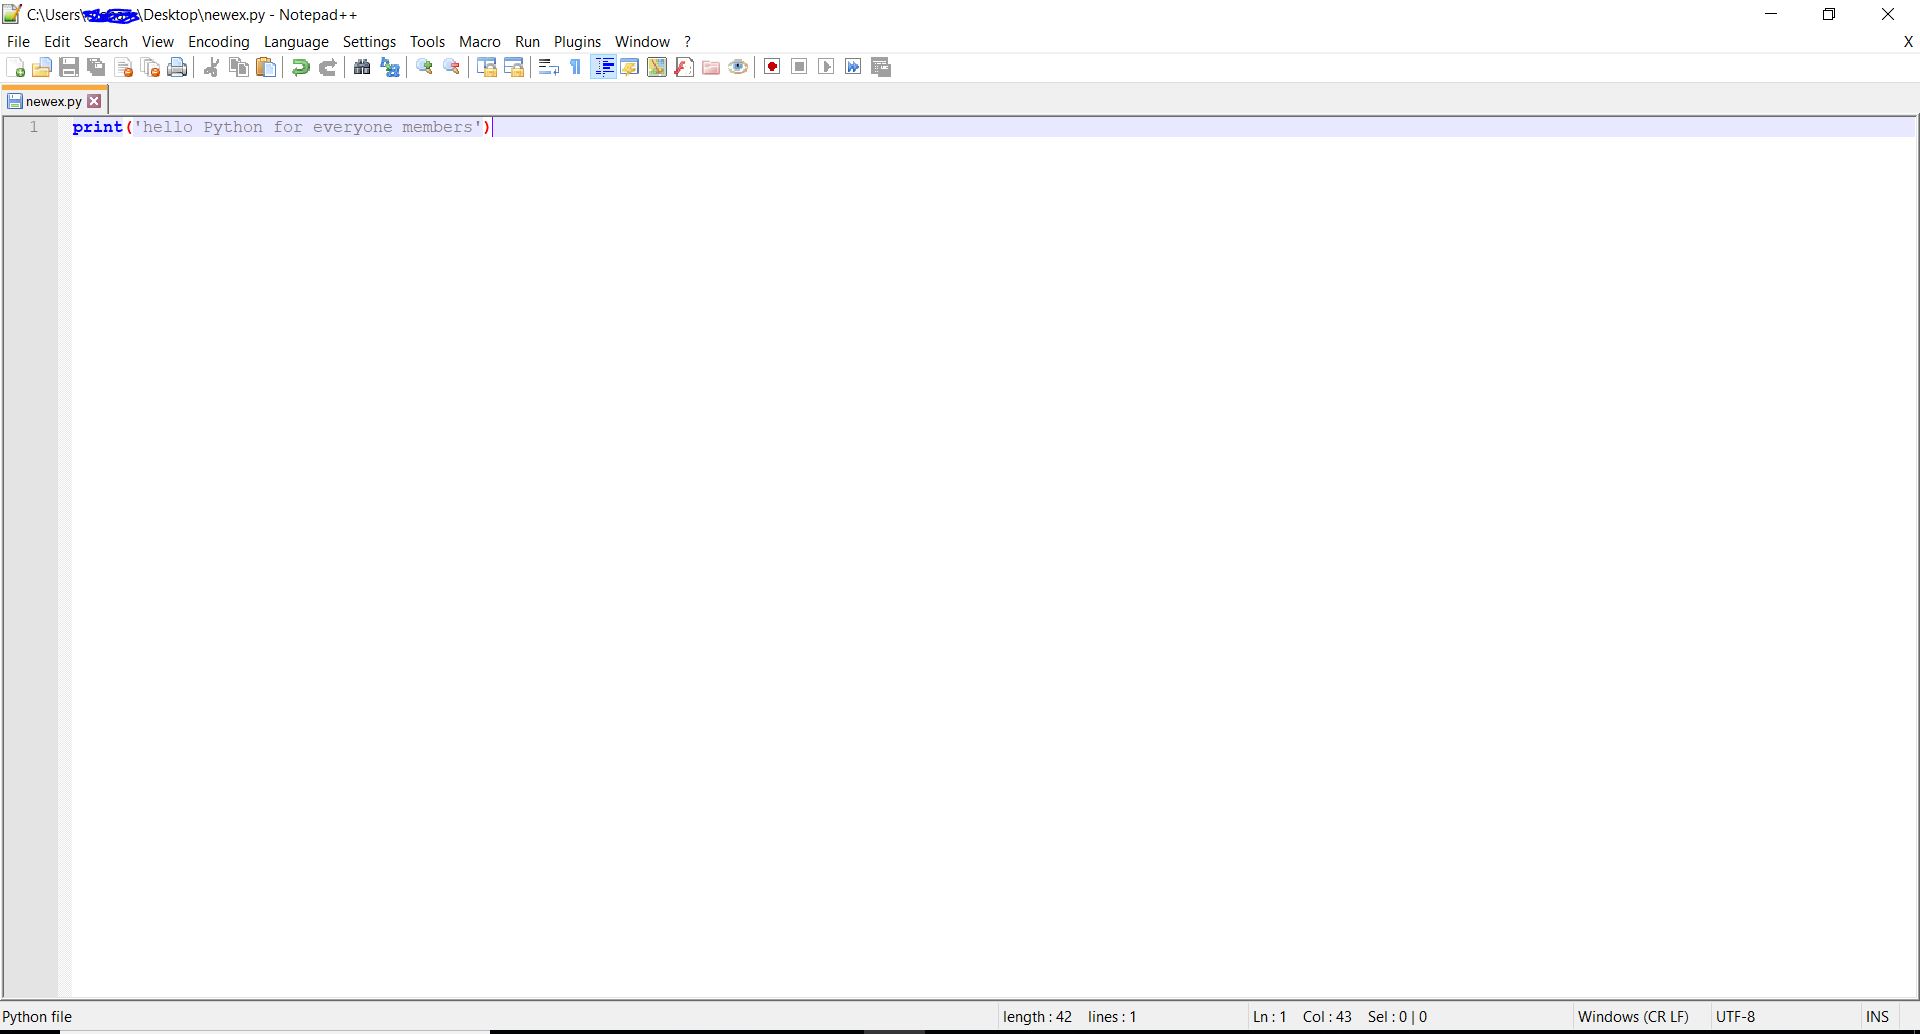 C:\Users\ \Desktop\newex.py - Notepad++
File Edit Search View Encoding Language Settings Tools Macro Run Plugins Window ? X
newex.py
1 print('hello Python for everyone members')
Python file length : 42 lines : 1 Ln : 1 Col : 43 Sel : 0 | 0 Windows (CR LF) UTF-8 INS